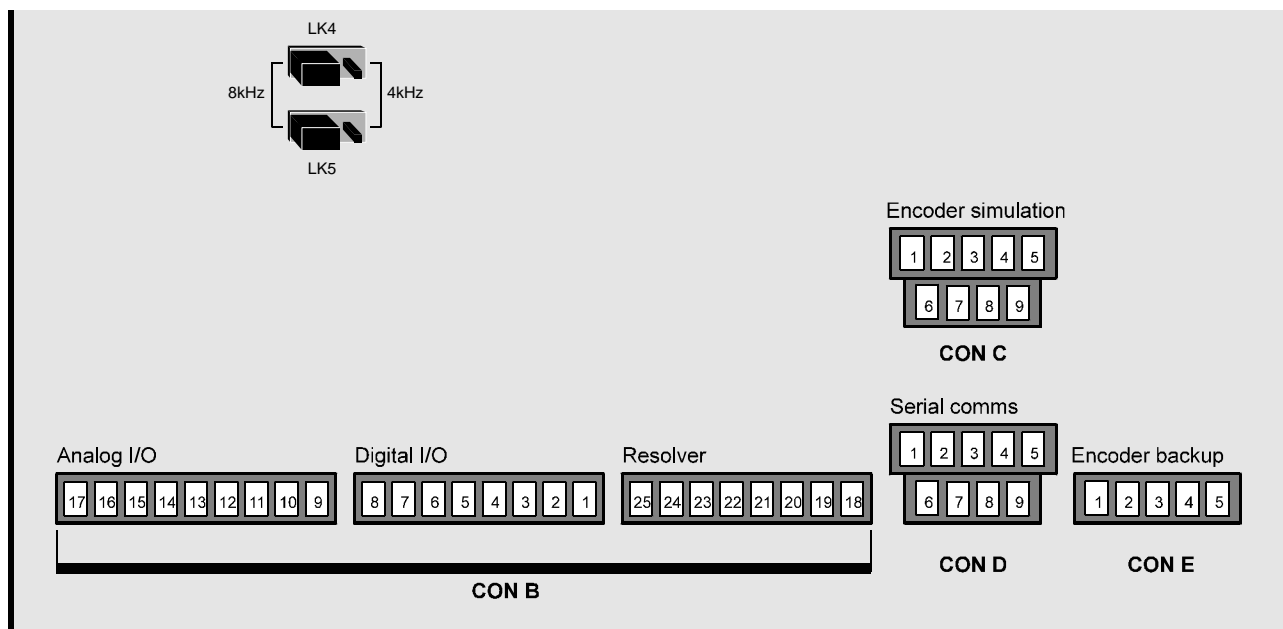 LK4
8kHz 4kHz
LK5
Encoder simulation
1 2 3 4 5
6 7 8 9
CON C
Serial comms
1 2 3 4 5
6 7 8 9
CON D
Analog I/O
17 16 15 14 13 12 11 10 9
Digital I/O
8 7 6 5 4 3 2 1
Resolver
25 24 23 22 21 20 19 18
CON B
Encoder backup
1 2 3 4 5
CON E